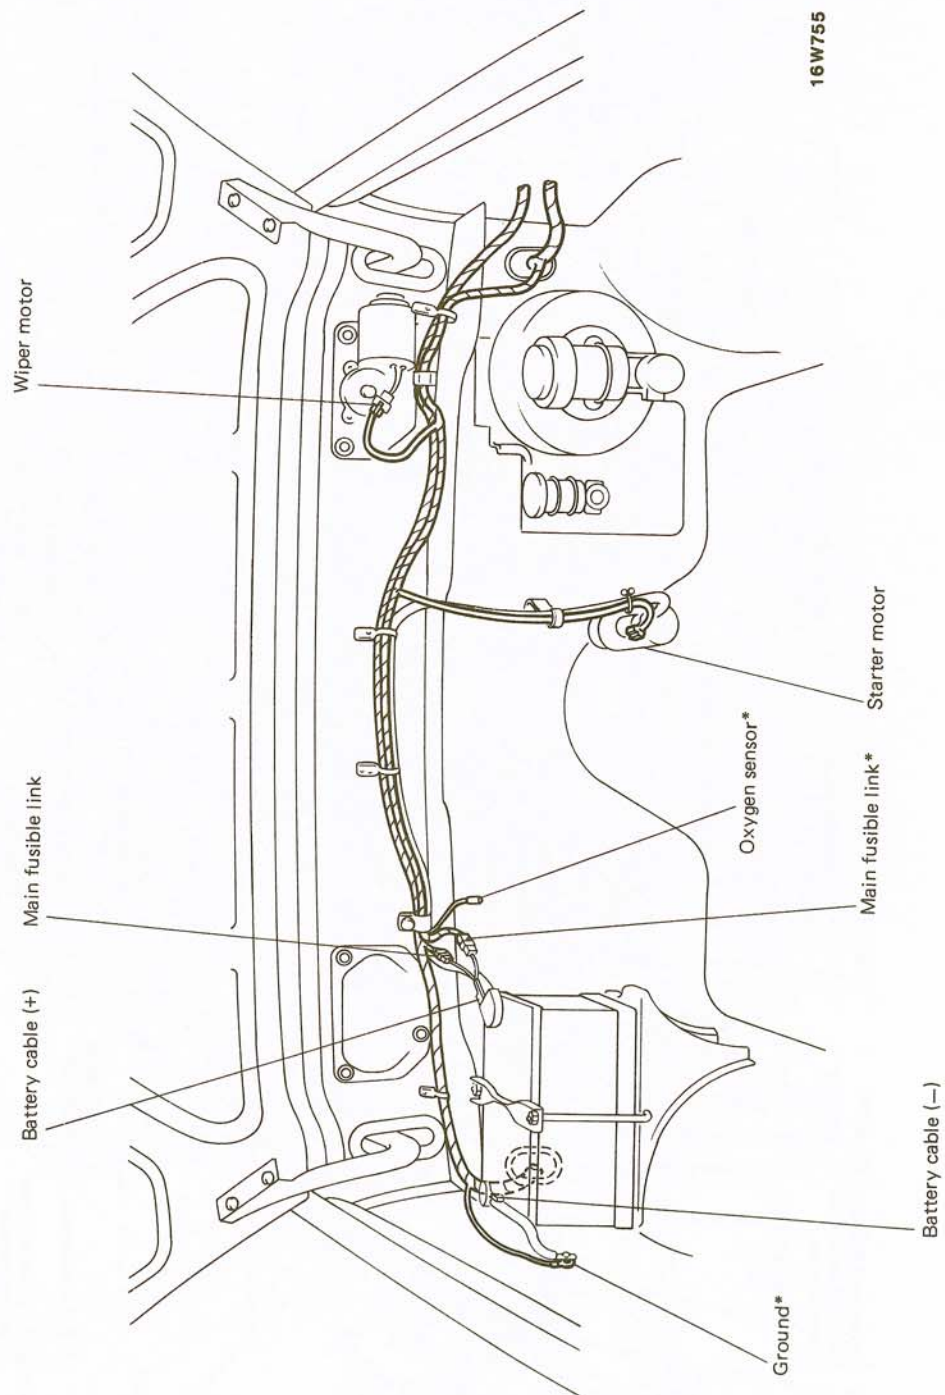 Battery cable (+)
Main fusible link
Wiper motor
Ground*
Battery cable (—)
Oxygen sensor*
Main fusible link*
Starter motor
16W755